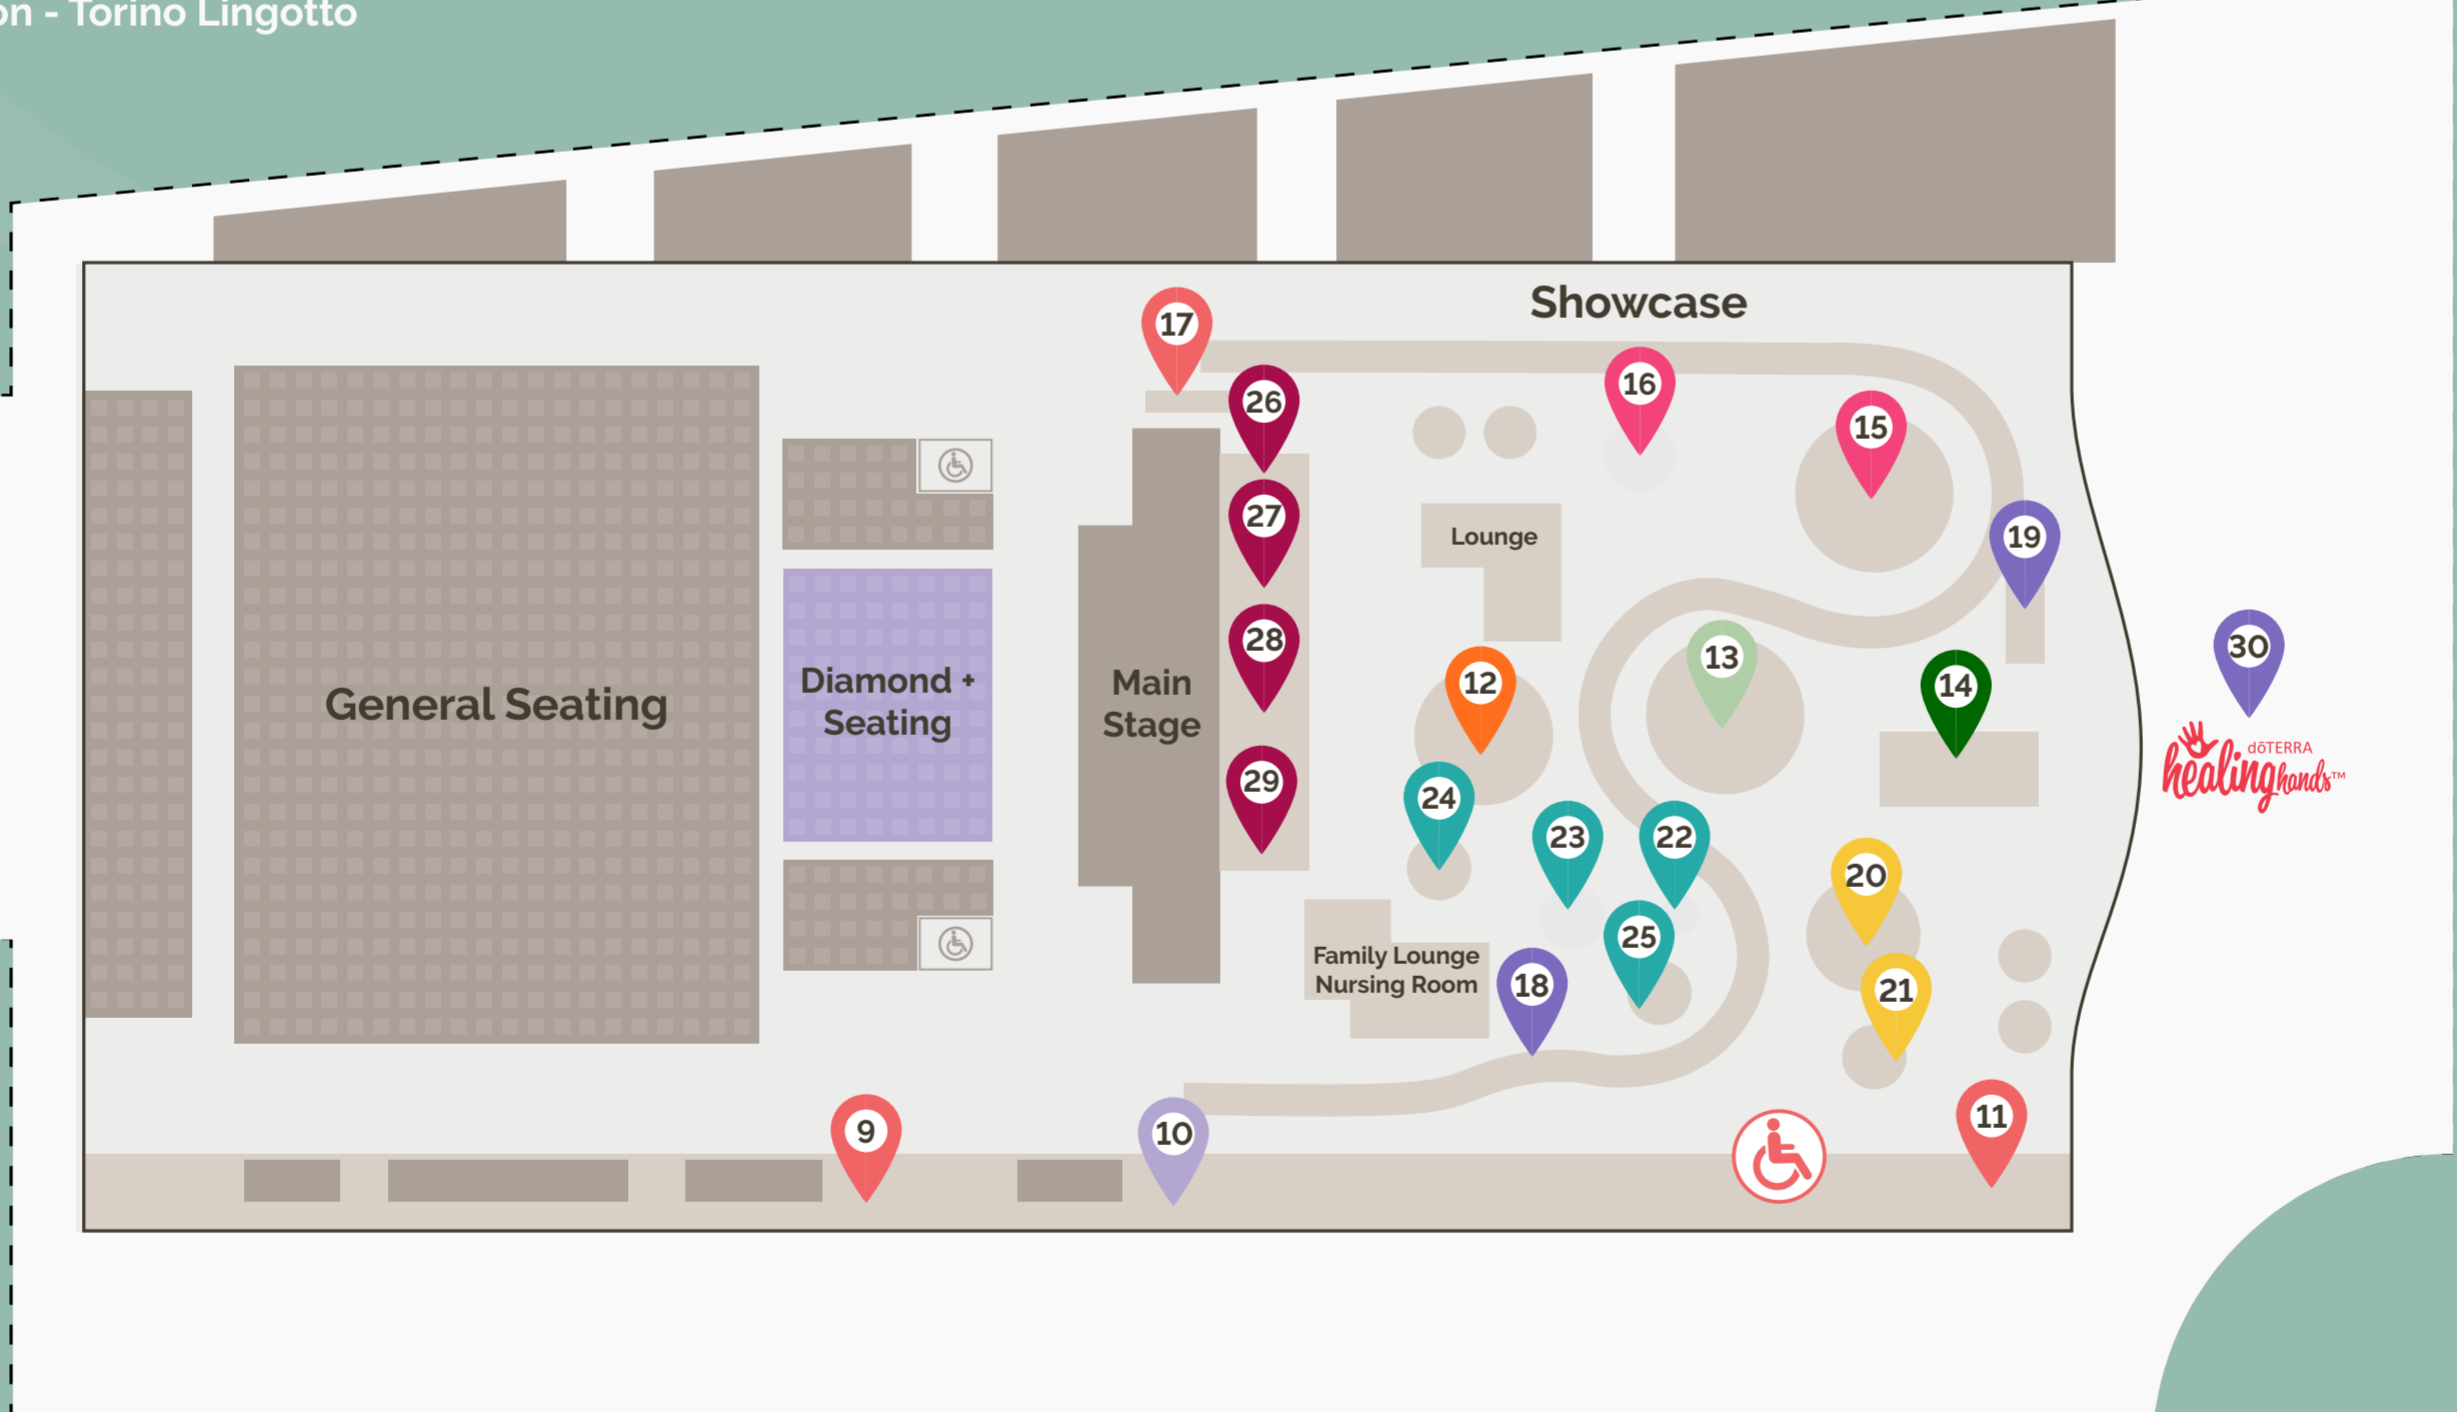 on - Torino Lingotto
Showcase
17
16
26
15
27
Lounge
19
General Seating
Diamond +
Seating
Main
Stage
28
12
13
14
30
dōTERRA
healing hands™
29
24
23
22
20
Family Lounge
Nursing Room
25
18
21
9
10
11